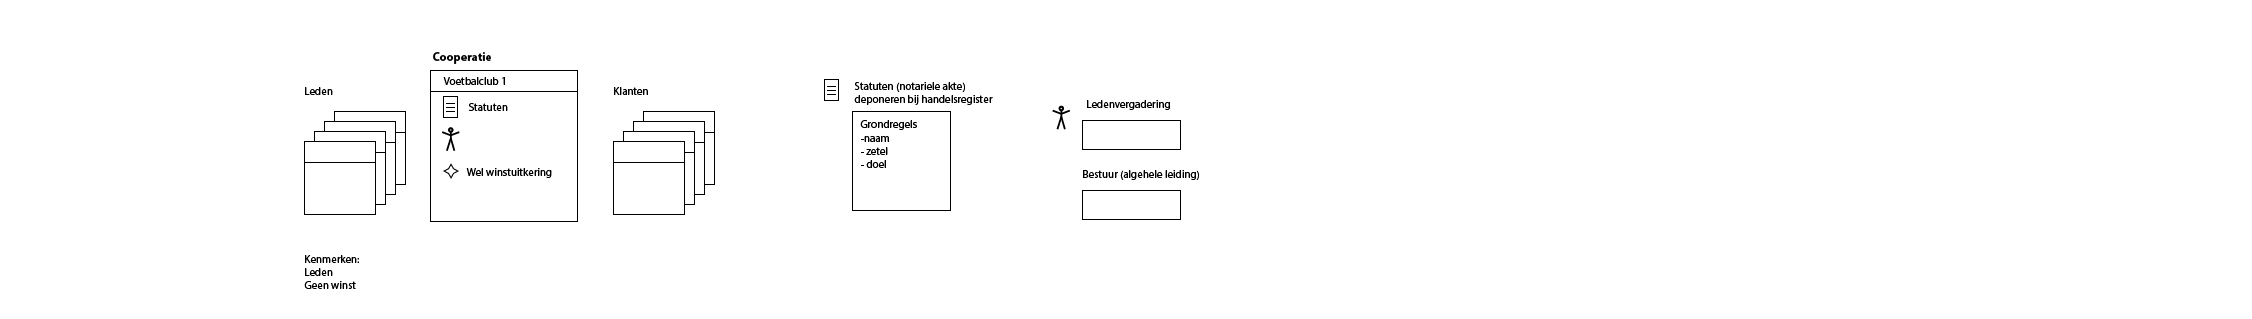 Cooperatie
Voetbalclub 1
Leden
Statuten
Wel winstuitkering
Klanten
Kenmerken:
Leden
Geen winst
Statuten (notariele akte)
deponeren bij handelsregister
Grondregels
-naam
- zetel
- doel
Ledenvergadering
Bestuur (algehele leiding)